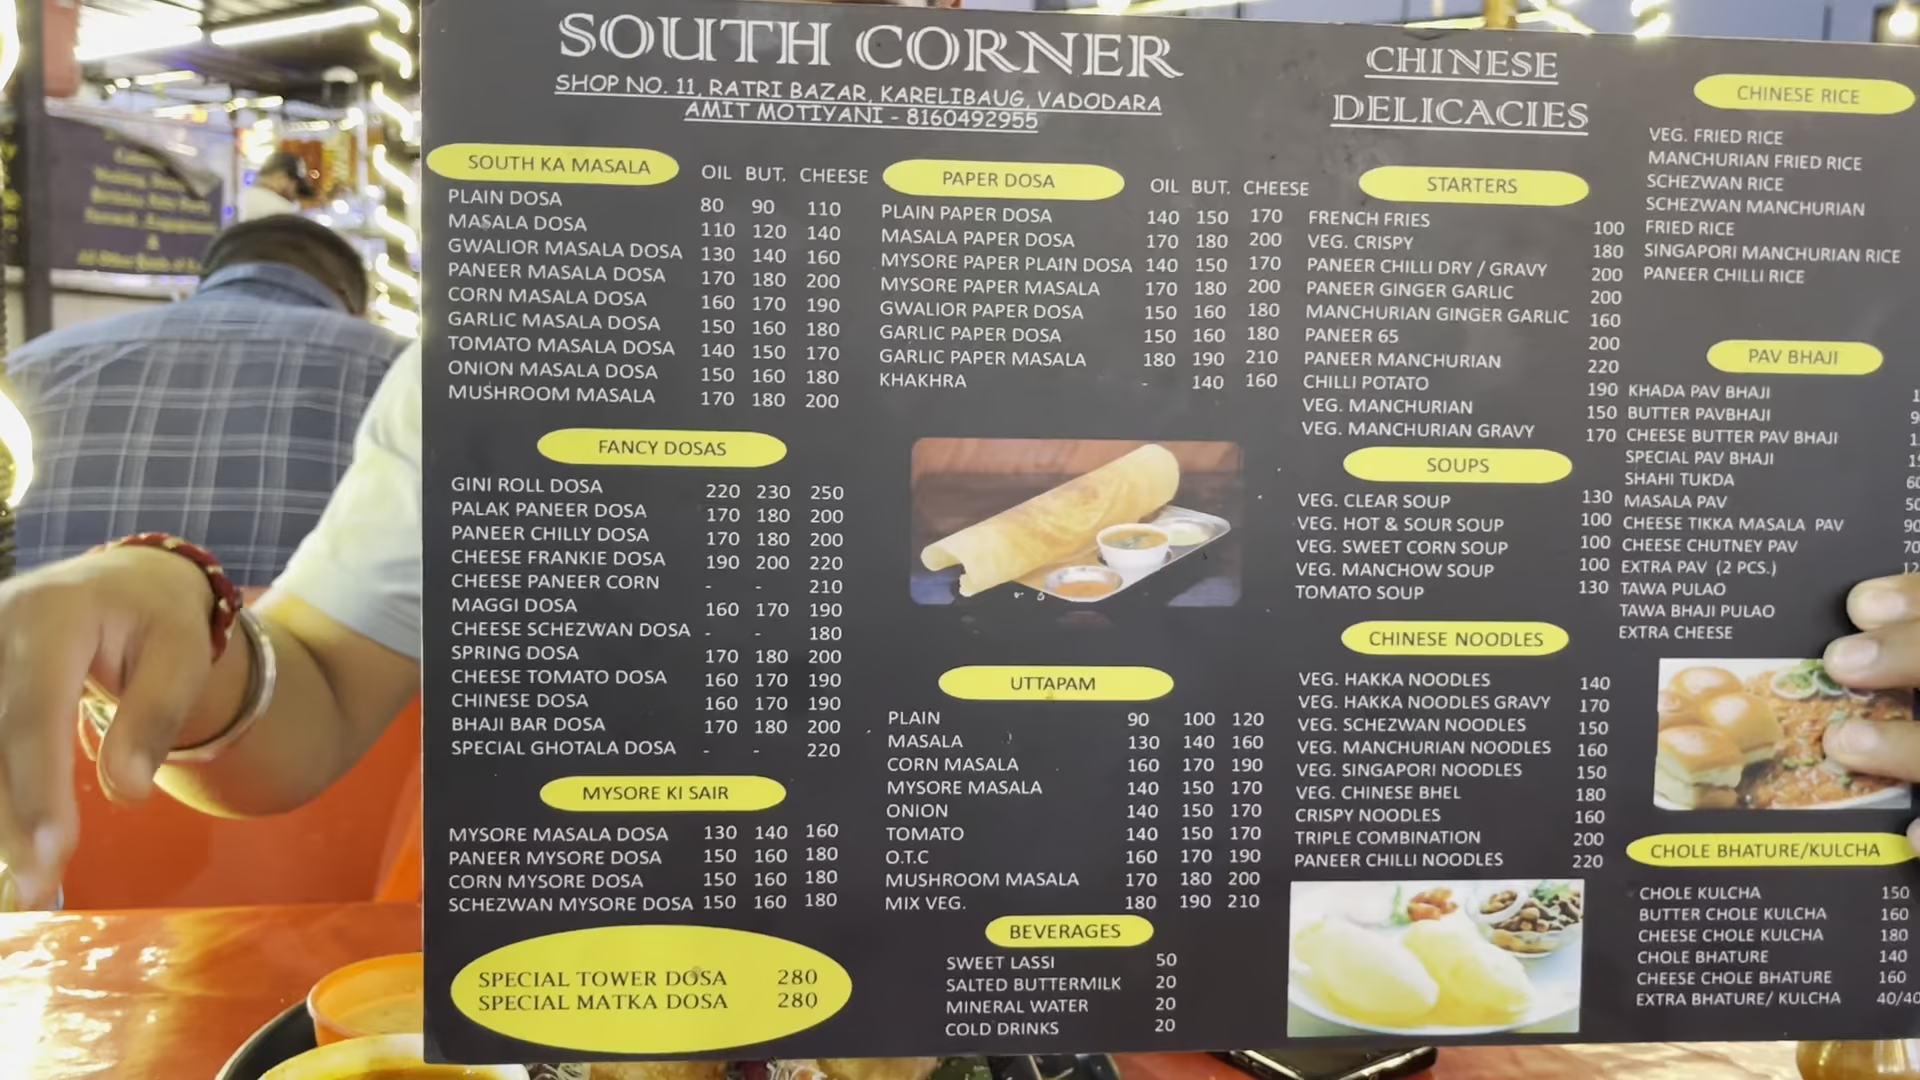 SOUTH CORNER
SHOP NO. 11, RATRI BAZAR, KARELIBAUG, VADODARA
AMIT MOTIYANI - 8160492955
SOUTH KA MASALA OIL BUT. CHEESE
PLAIN DOSA 80 90 110
MASALA DOSA 110 120 140
GWALIOR MASALA DOSA 130 140 160
PANEER MASALA DOSA 170 180 200
CORN MASALA DOSA 160 170 190
GARLIC MASALA DOSA 150 160 180
TOMATO MASALA DOSA 140 150 170
ONION MASALA DOSA 150 160 180
MUSHROOM MASALA 170 180 200
FANCY DOSAS
GINI ROLL DOSA 220 230 250
PALAK PANEER DOSA 170 180 200
PANEER CHILLY DOSA 170 180 200
CHEESE FRANKIE DOSA 190 200 220
CHEESE PANEER CORN - - 210
MAGGI DOSA 160 170 190
CHEESE SCHEZWAN DOSA - - 180
SPRING DOSA 170 180 200
CHEESE TOMATO DOSA 160 170 190
CHINESE DOSA 160 170 190
BHAJI BAR DOSA 170 180 200
SPECIAL GHOTALA DOSA - - 220
MYSORE KI SAIR
MYSORE MASALA DOSA 130 140 160
PANEER MYSORE DOSA 150 160 180
CORN MYSORE DOSA 150 160 180
SCHEZWAN MYSORE DOSA 150 160 180
SPECIAL TOWER DOSA 280
SPECIAL MATKA DOSA 280
PAPER DOSA OIL BUT. CHEESE
PLAIN PAPER DOSA 140 150 170
MASALA PAPER DOSA 170 180 200
MYSORE PAPER PLAIN DOSA 140 150 170
MYSORE PAPER MASALA 170 180 200
GWALIOR PAPER DOSA 150 160 180
GARLIC PAPER DOSA 150 160 180
GARLIC PAPER MASALA 180 190 210
KHAKHRA - 140 160
UTTAPAM
PLAIN 90 100 120
MASALA 130 140 160
CORN MASALA 160 170 190
MYSORE MASALA 140 150 170
ONION 140 150 170
TOMATO 140 150 170
O.T.C 160 170 190
MUSHROOM MASALA 170 180 200
MIX VEG. 180 190 210
BEVERAGES
SWEET LASSI 50
SALTED BUTTERMILK 20
MINERAL WATER 20
COLD DRINKS 20
CHINESE
DELICACIES
STARTERS
FRENCH FRIES 100
VEG. CRISPY 180
PANEER CHILLI DRY / GRAVY 200
PANEER GINGER GARLIC 200
MANCHURIAN GINGER GARLIC 160
PANEER 65 200
PANEER MANCHURIAN 220
CHILLI POTATO 190
VEG. MANCHURIAN 150
VEG. MANCHURIAN GRAVY 170
SOUPS
VEG. CLEAR SOUP 130
VEG. HOT & SOUR SOUP 100
VEG. SWEET CORN SOUP 100
VEG. MANCHOW SOUP 100
TOMATO SOUP 130
CHINESE NOODLES
VEG. HAKKA NOODLES 140
VEG. HAKKA NOODLES GRAVY 170
VEG. SCHEZWAN NOODLES 150
VEG. MANCHURIAN NOODLES 160
VEG. SINGAPORI NOODLES 150
VEG. CHINESE BHEL 180
CRISPY NOODLES 160
TRIPLE COMBINATION 200
PANEER CHILLI NOODLES 220
CHINESE RICE
VEG. FRIED RICE
MANCHURIAN FRIED RICE
SCHEZWAN RICE
SCHEZWAN MANCHURIAN
FRIED RICE
SINGAPORI MANCHURIAN RICE
PANEER CHILLI RICE
PAV BHAJI
KHADA PAV BHAJI
BUTTER PAVBHAJI
CHEESE BUTTER PAV BHAJI
SPECIAL PAV BHAJI
SHAHI TUKDA
MASALA PAV
CHEESE TIKKA MASALA PAV
CHEESE CHUTNEY PAV
EXTRA PAV (2 PCS.)
TAWA PULAO
TAWA BHAJI PULAO
EXTRA CHEESE
CHOLE BHATURE/KULCHA
CHOLE KULCHA 150
BUTTER CHOLE KULCHA 160
CHEESE CHOLE KULCHA 180
CHOLE BHATURE 140
CHEESE CHOLE BHATURE 160
EXTRA BHATURE/ KULCHA 40/40